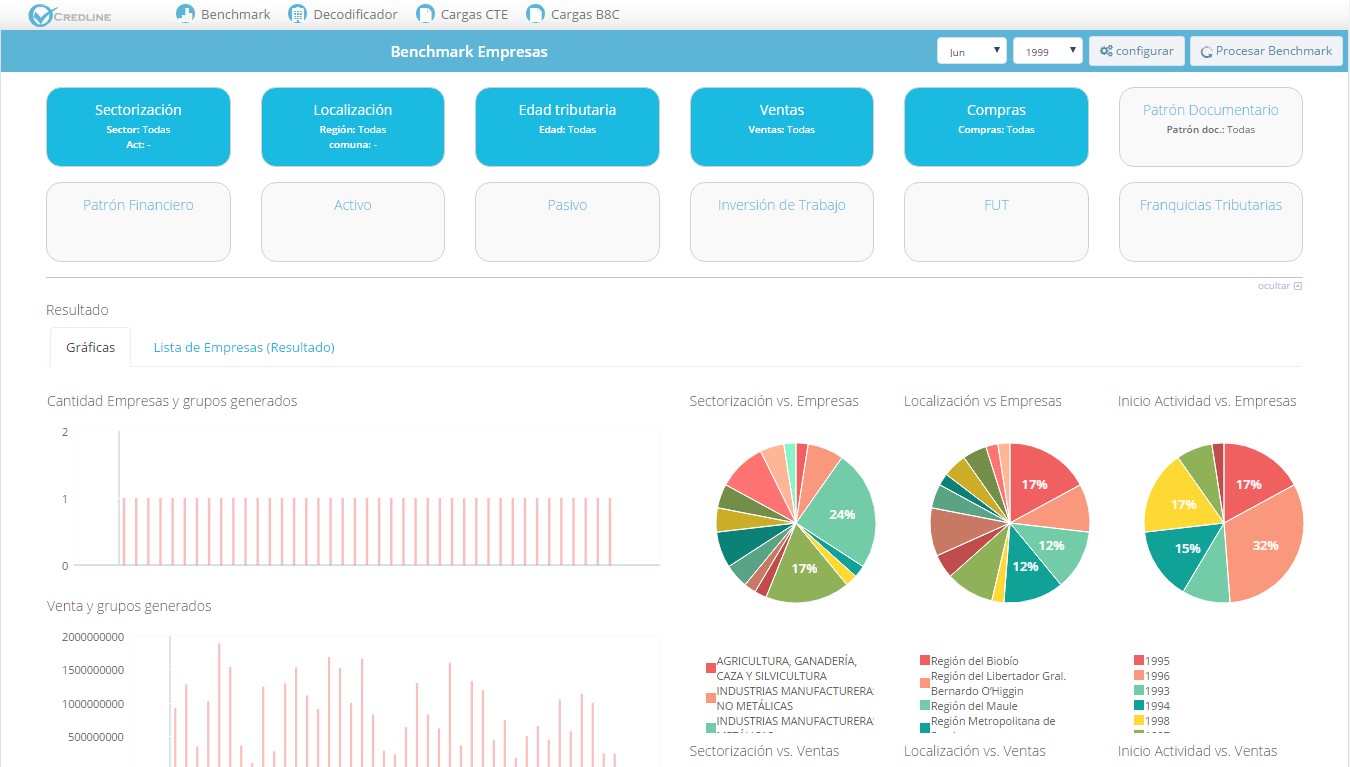 CREDLINE
Benchmark
Decodificador
Cargas CTE
Cargas B8C
Benchmark Empresas
Jun
1999
configurar
Procesar Benchmark
Sectorización
Sector: Todas
Act: -
Localización
Región: Todas
comuna: -
Edad tributaria
Edad: Todas
Ventas
Ventas: Todas
Compras
Compras: Todas
Patrón Documentario
Patrón doc.: Todas
Patrón Financiero
Activo
Pasivo
Inversión de Trabajo
FUT
Franquicias Tributarias
ocultar
Resultado
Gráficas
Lista de Empresas (Resultado)
Cantidad Empresas y grupos generados
2
1
0
Venta y grupos generados
2000000000
1500000000
1000000000
500000000
Sectorización vs. Empresas
24%
17%
AGRICULTURA, GANADERÍA,
CAZA Y SILVICULTURA
INDUSTRIAS MANUFACTURERA
NO METÁLICAS
INDUSTRIAS MANUFACTURERA
Sectorización vs. Ventas
Localización vs Empresas
17%
12%
12%
Región del Biobío
Región del Libertador Gral.
Bernardo O'Higgin
Región del Maule
Región Metropolitana de
Localización vs. Ventas
Inicio Actividad vs. Empresas
17%
32%
15%
17%
1995
1996
1993
1994
1998
Inicio Actividad vs. Ventas